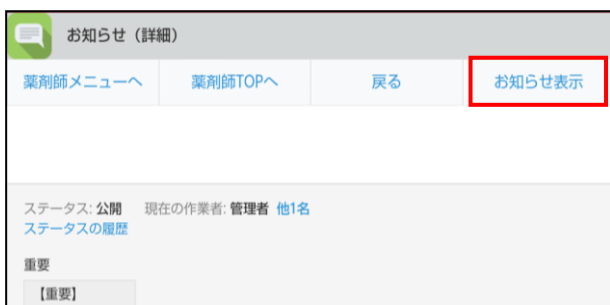 お知らせ（詳細）
薬剤師メニューへ 薬剤師TOPへ 戻る お知らせ表示
ステータス: 公開 現在の作業者: 管理者 他1名
ステータスの履歴
重要
【重要】